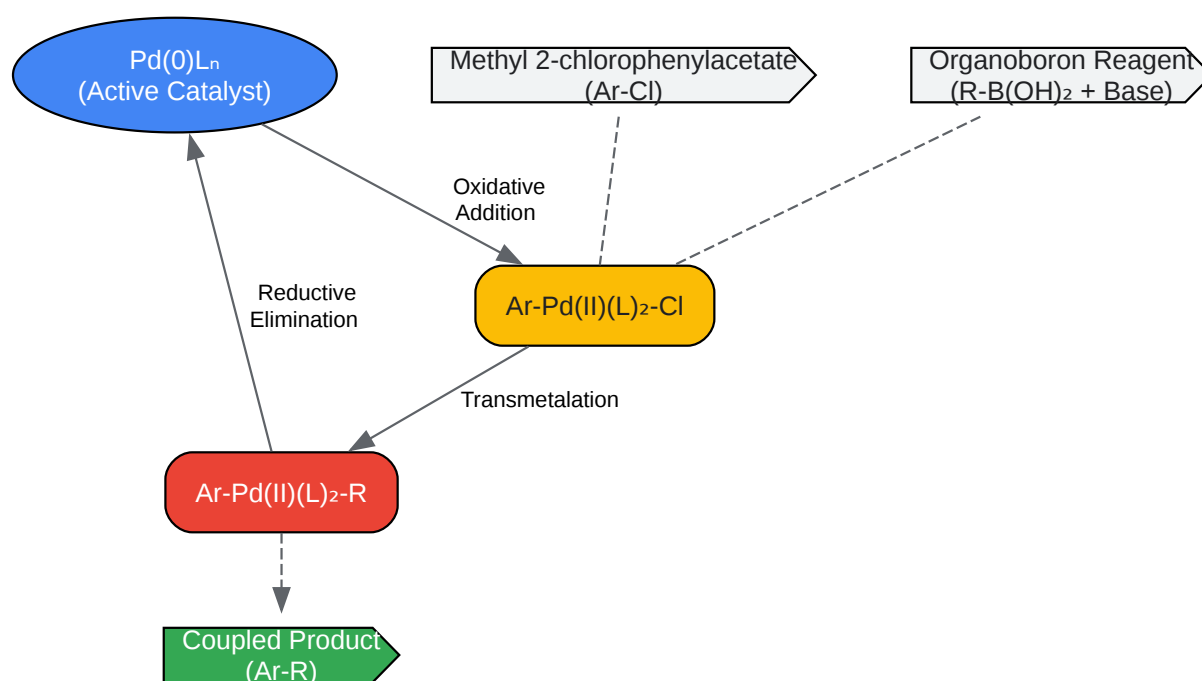 Pd(0)Lₙ
(Active Catalyst)
Methyl 2-chlorophenylacetate
(Ar-Cl)
Organoboron Reagent
(R-B(OH)₂ + Base)
Oxidative
Addition
Reductive
Elimination
Ar-Pd(II)(L)₂-Cl
Transmetalation
Ar-Pd(II)(L)₂-R
Coupled Product
(Ar-R)